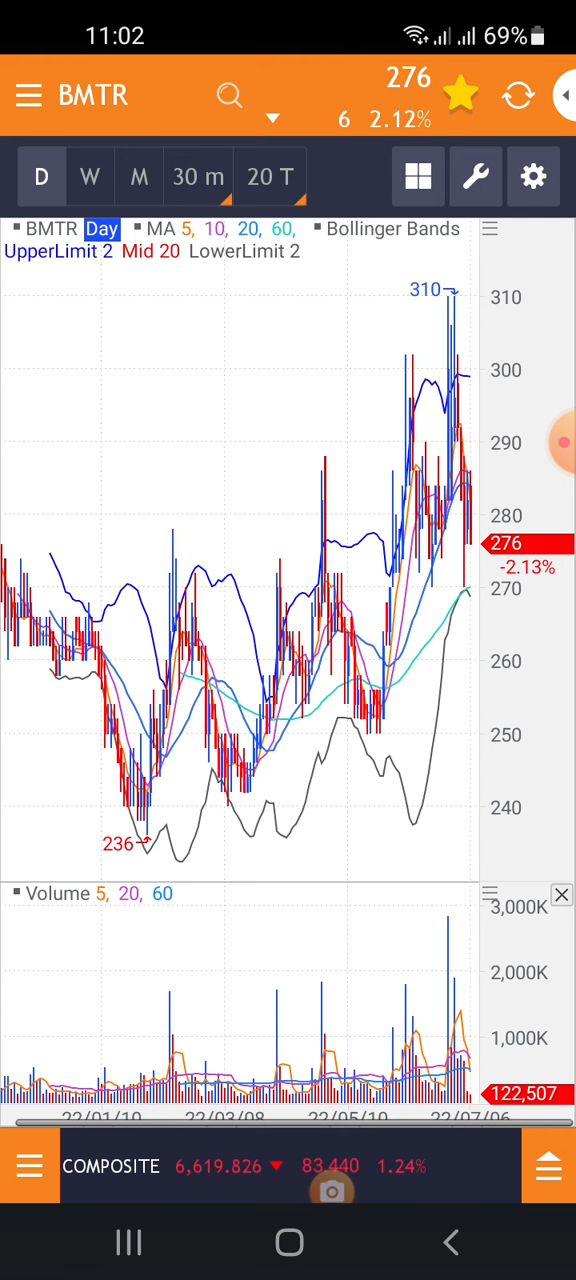 11:02 69%
BMTR 276
6 2.12%
D W M 30 m 20 T
BMTR Day MA 5, 10, 20, 60, Bollinger Bands
UpperLimit 2 Mid 20 LowerLimit 2
310
310
300
290
280
276
-2.13%
270
260
250
240
236
Volume 5, 20, 60
3,000K
2,000K
1,000K
122,507
22/01/10 22/03/08 22/05/10 22/07/06
COMPOSITE 6,619.826 83.440 1.24%